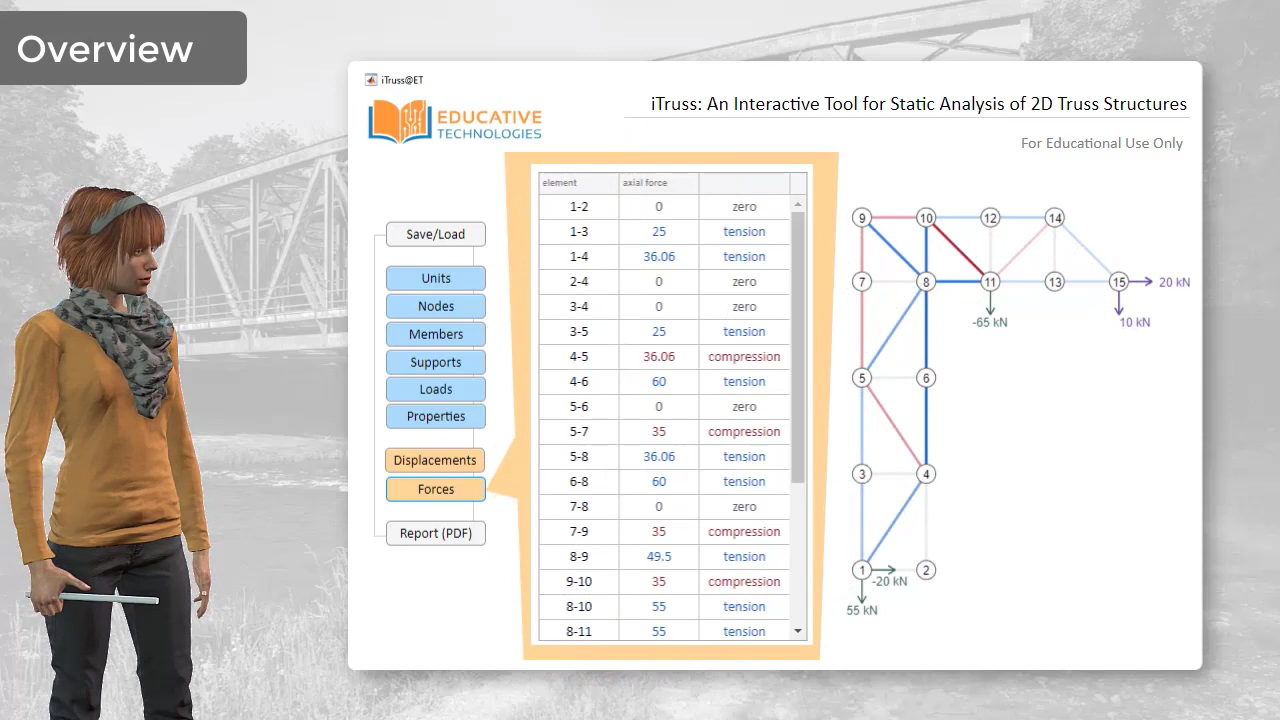 Overview
iTruss@ET
EDUCATIVE
TECHNOLOGIES
iTruss: An Interactive Tool for Static Analysis of 2D Truss Structures
For Educational Use Only
Save/Load
Units
Nodes
Members
Supports
Loads
Properties
Displacements
Forces
Report (PDF)
element axial force
1-2 0 zero
1-3 25 tension
1-4 36.06 tension
2-4 0 zero
3-4 0 zero
3-5 25 tension
4-5 36.06 compression
4-6 60 tension
5-6 0 zero
5-7 35 compression
5-8 36.06 tension
6-8 60 tension
7-8 0 zero
7-9 35 compression
8-9 49.5 tension
9-10 35 compression
8-10 55 tension
8-11 55 tension
9 10 12 14
7 8 11 13 15 20 kN
-65 kN 10 kN
5 6
3 4
1 2
-20 kN
55 kN